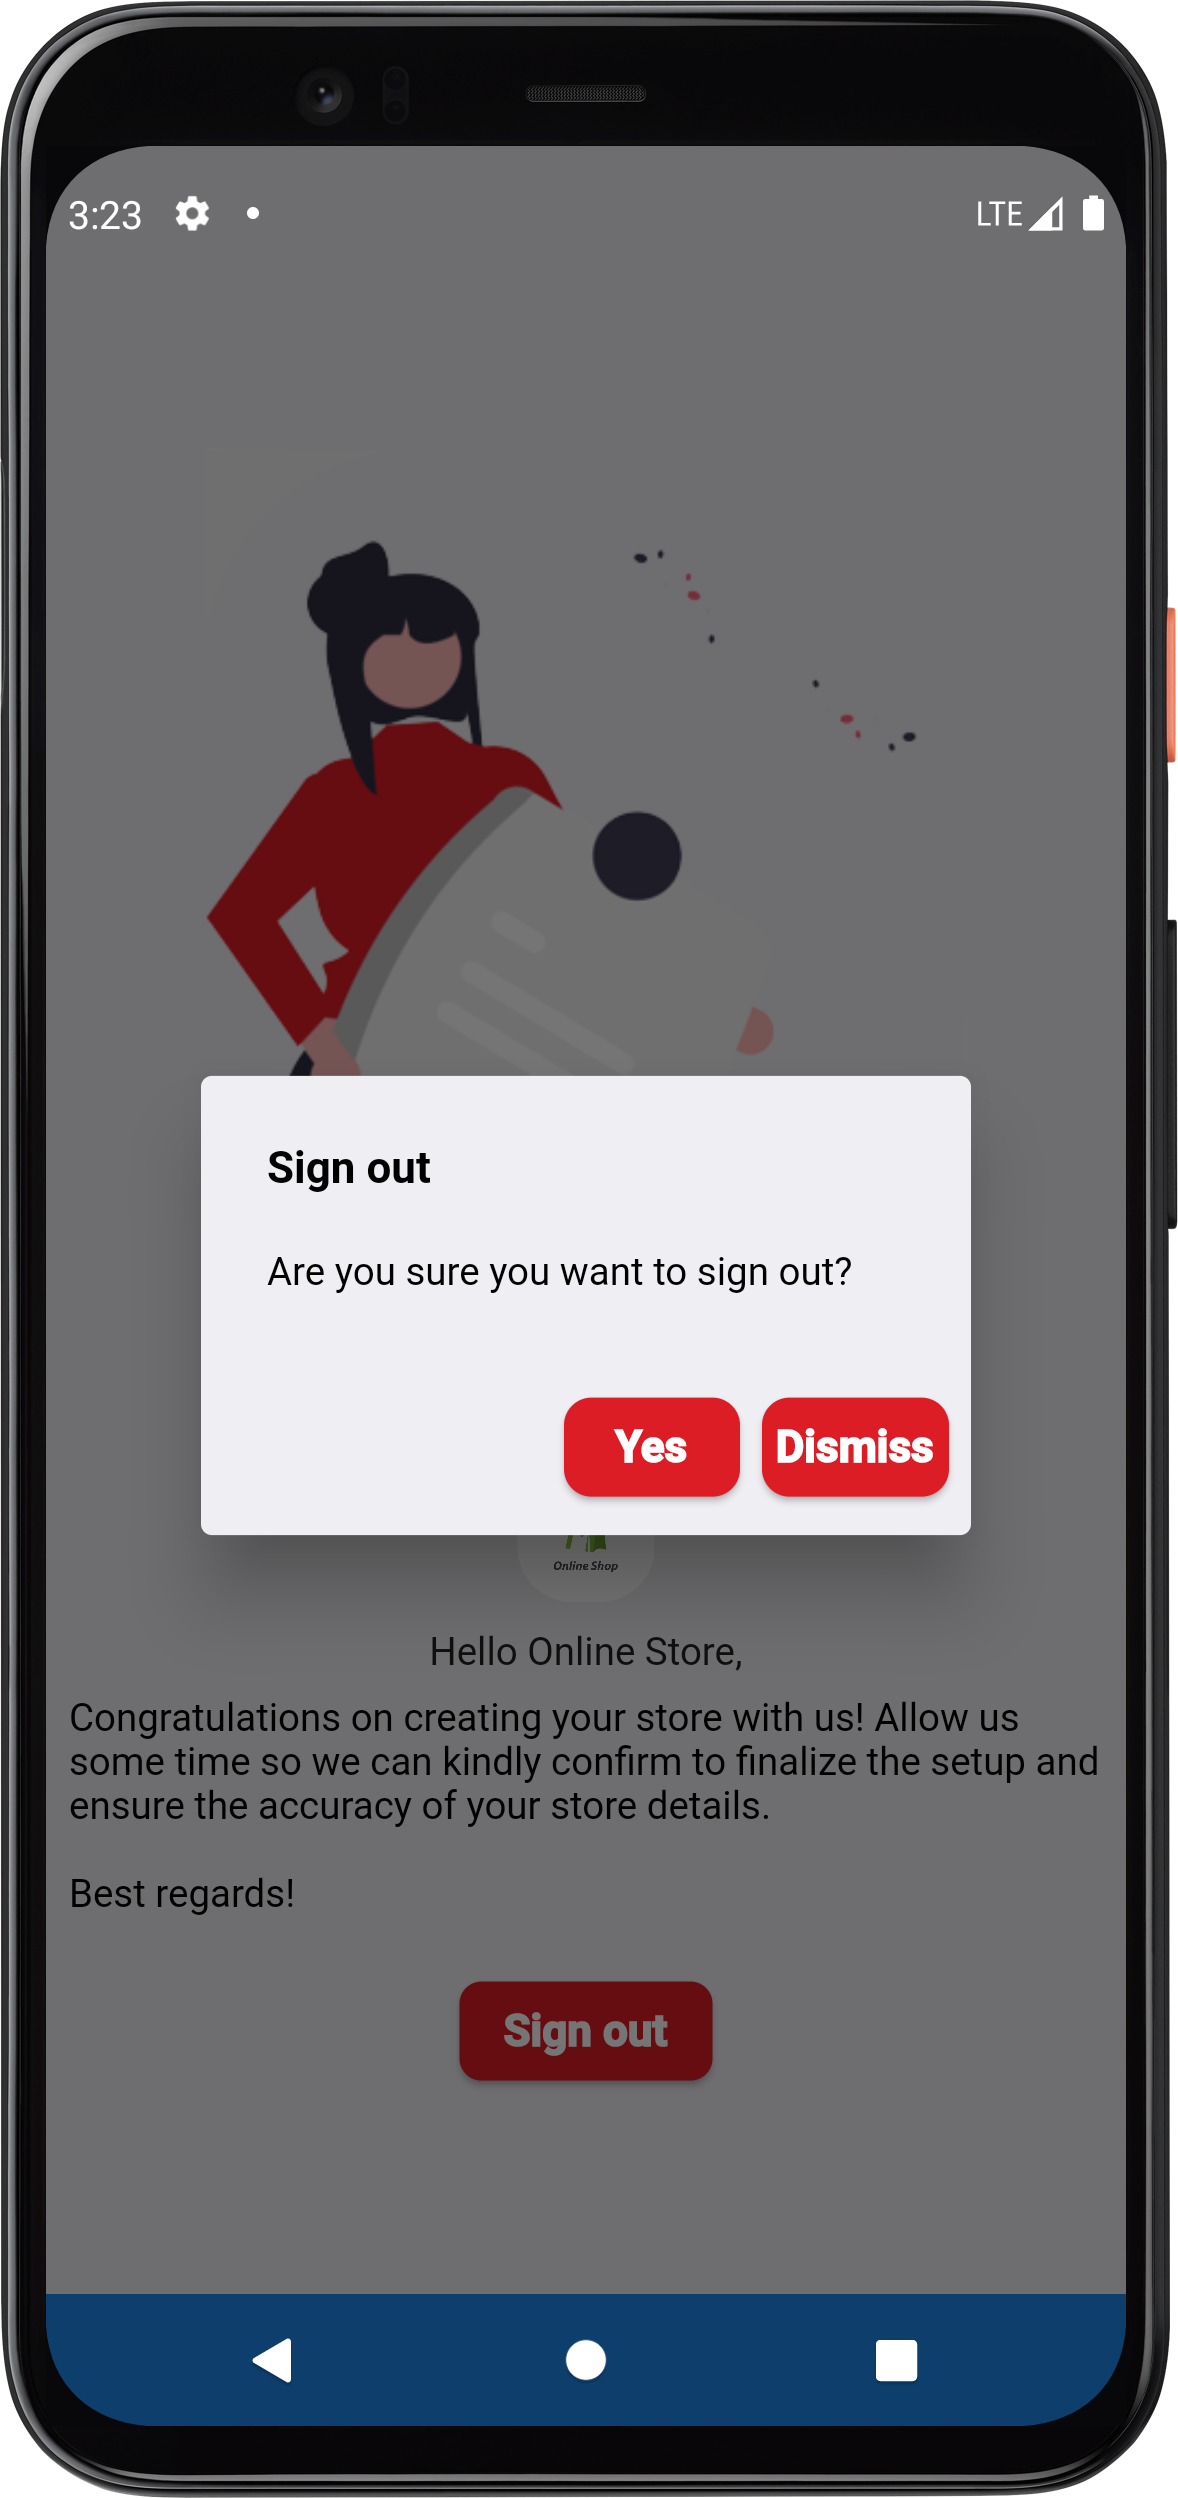 3:23
LTE
Sign out
Are you sure you want to sign out?
Yes
Dismiss
Online Shop
Hello Online Store,
Congratulations on creating your store with us! Allow us
some time so we can kindly confirm to finalize the setup and
ensure the accuracy of your store details.
Best regards!
Sign out